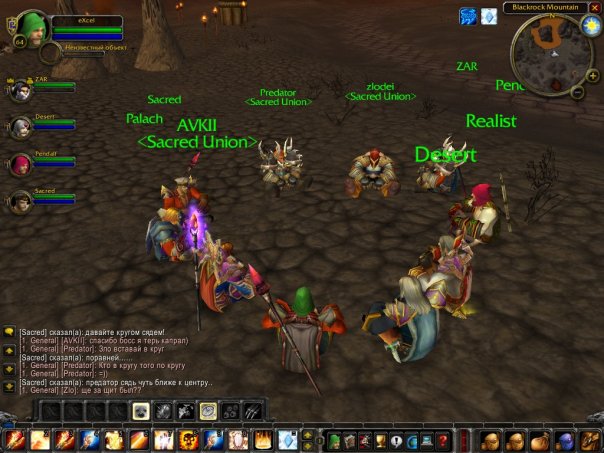 eXcel
64
Неизвестный объект
Blackrock Mountain
N
ZAR
Desert
Pendalf
Sacred
ZAR
Predator
<Sacred Union>
zlodei
<Sacred Union>
Penc
Sacred
Palach
AVKII
<Sacred Union>
Realist
Desert
[Sacred] сказал(а): давайте кругом сядем!
[1. General] [AVKII]: спасибо босс я терь капрал)
[1. General] [Predator]: Зло вставай в круг
[Sacred] сказал(а): поравней......
[1. General] [Predator]: Кто в кругу того по кругу
[1. General] [Predator]: =))
[Sacred] сказал(а): предатор сядь чуть ближе к центру..
[1. General] [Zlo]: ще за щит был??